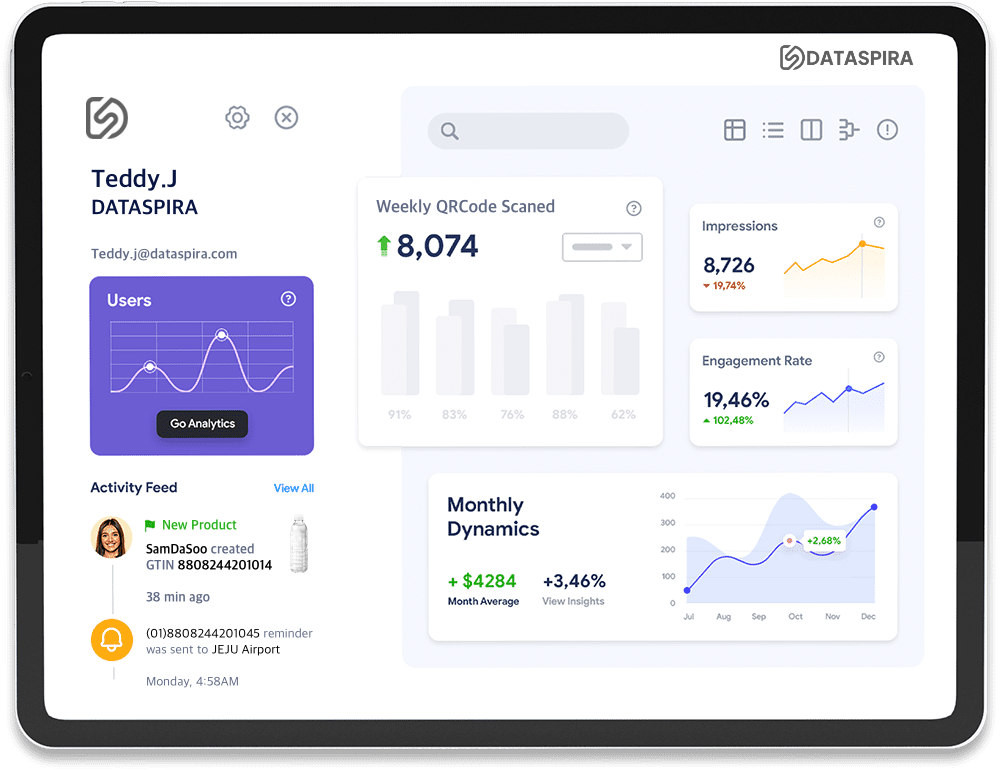 DATASPIRA
Teddy.J
DATASPIRA
Teddy.j@dataspira.com
Users
Go Analytics
Activity Feed
View All
New Product
SamDaSoo created
GTIN 8808244201014
38 min ago
(01)8808244201045 reminder
was sent to JEJU Airport
Monday, 4:58AM
Weekly QRCode Scaned
8,074
91% 83% 76% 88% 62%
Impressions
8,726
19,74%
Engagement Rate
19,46%
102,48%
Monthly
Dynamics
+ $4284 +3,46%
Month Average View Insights
400
300
200
100
0
+2,68%
Jul Aug Sep Oct Nov Dec